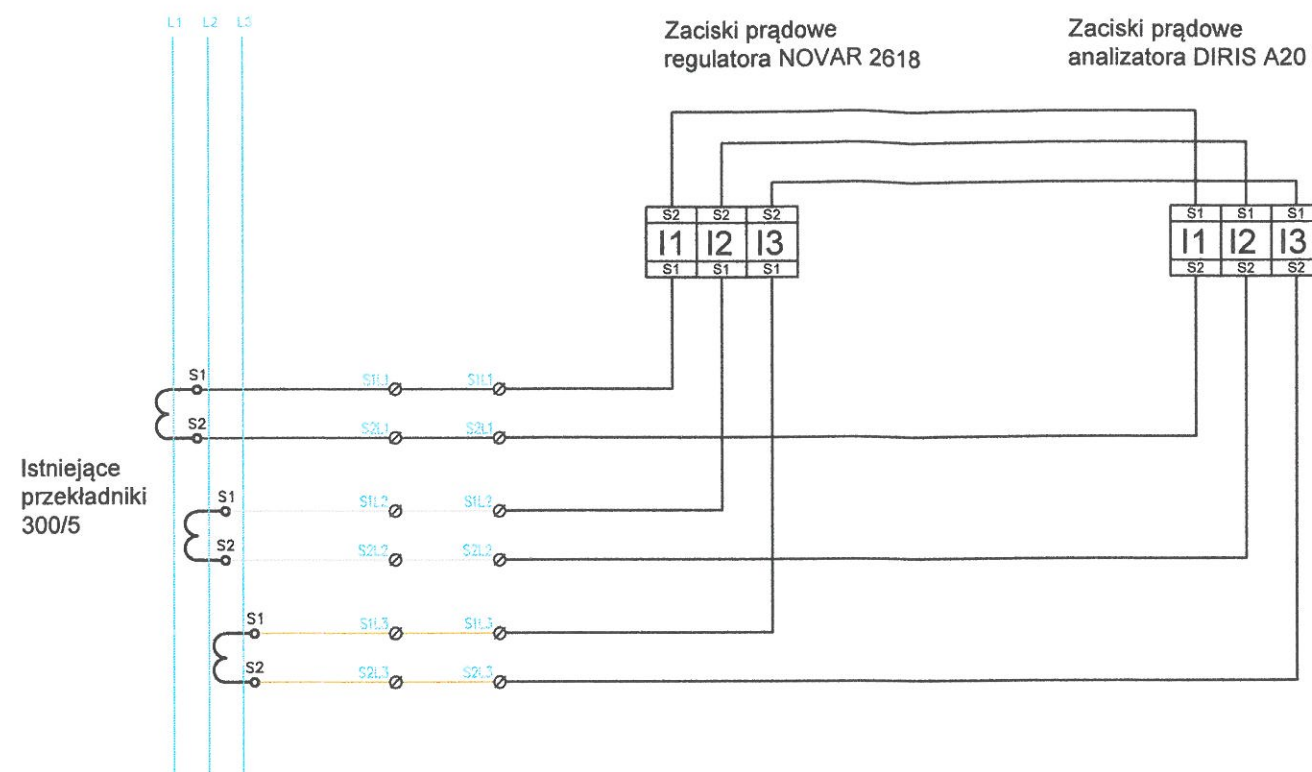 L1 L2 L3
Zaciski prądowe
regulatora NOVAR 2618
Zaciski prądowe
analizatora DIRIS A20
S2 S2 S2
I1 I2 I3
S1 S1 S1
S1 S1 S1
I1 I2 I3
S2 S2 S2
S1 S1L1 S1L1
S2 S2L1 S2L1
Istniejące
przekładniki
300/5
S1 S1L2 S1L2
S2 S2L2 S2L2
S1 S1L3 S1L3
S2 S2L3 S2L3